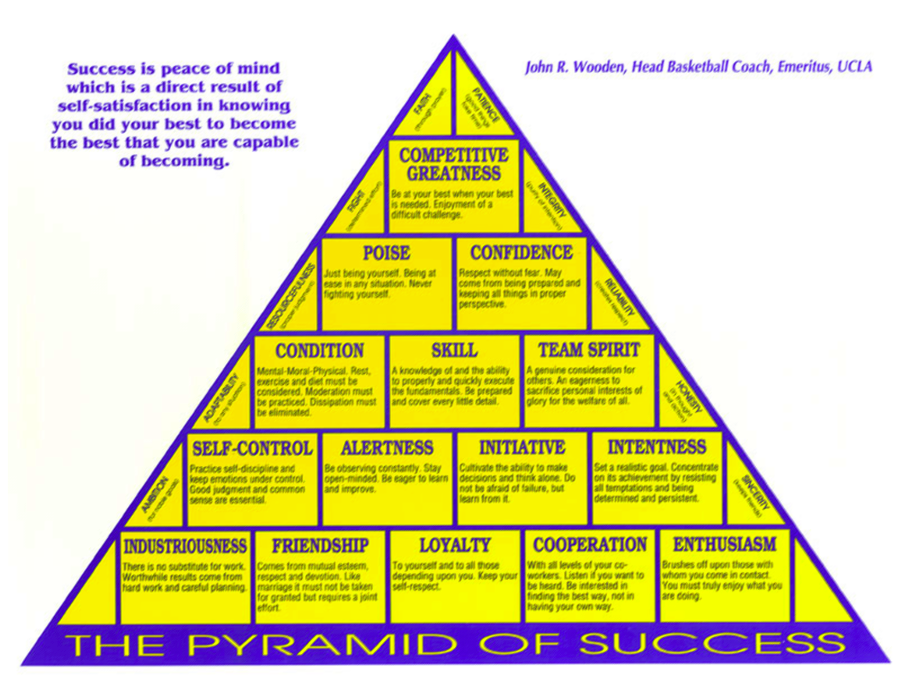 Success is peace of mind
which is a direct result of
self-satisfaction in knowing
you did your best to become
the best that you are capable
of becoming.
John R. Wooden, Head Basketball Coach, Emeritus, UCLA
FAITH
(through prayer)
PATIENCE
(good things
take time)
COMPETITIVE
GREATNESS
Be at your best when your best
is needed. Enjoyment of a
difficult challenge.
FIGHT
(determined effort)
INTEGRITY
(purity of intention)
POISE
Just being yourself. Being at
ease in any situation. Never
fighting yourself.
CONFIDENCE
Respect without fear. May
come from being prepared and
keeping all things in proper
perspective.
RESOURCEFULNESS
(proper judgment)
RELIABILITY
(creates respect)
CONDITION
Mental-Moral-Physical. Rest,
exercise and diet must be
considered. Moderation must
be practiced. Dissipation must
be eliminated.
SKILL
A knowledge of and the ability
to properly and quickly execute
the fundamentals. Be prepared
and cover every little detail.
TEAM SPIRIT
A genuine consideration for
others. An eagerness to
sacrifice personal interests of
glory for the welfare of all.
ADAPTABILITY
(to any situation)
HONESTY
(in thought
and action)
SELF-CONTROL
Practice self-discipline and
keep emotions under control.
Good judgment and common
sense are essential.
ALERTNESS
Be observing constantly. Stay
open-minded. Be eager to learn
and improve.
INITIATIVE
Cultivate the ability to make
decisions and think alone. Do
not be afraid of failure, but
learn from it.
INTENTNESS
Set a realistic goal. Concentrate
on its achievement by resisting
all temptations and being
determined and persistent.
AMBITION
(for noble goals)
SINCERITY
(keeps friends)
INDUSTRIOUSNESS
There is no substitute for work.
Worthwhile results come from
hard work and careful planning.
FRIENDSHIP
Comes from mutual esteem,
respect and devotion. Like
marriage it must not be taken
for granted but requires a joint
effort.
LOYALTY
To yourself and to all those
depending upon you. Keep your
self-respect.
COOPERATION
With all levels of your co-
workers. Listen if you want to
be heard. Be interested in
finding the best way, not in
having your own way.
ENTHUSIASM
Brushes off upon those with
whom you come in contact.
You must truly enjoy what you
are doing.
THE PYRAMID OF SUCCESS